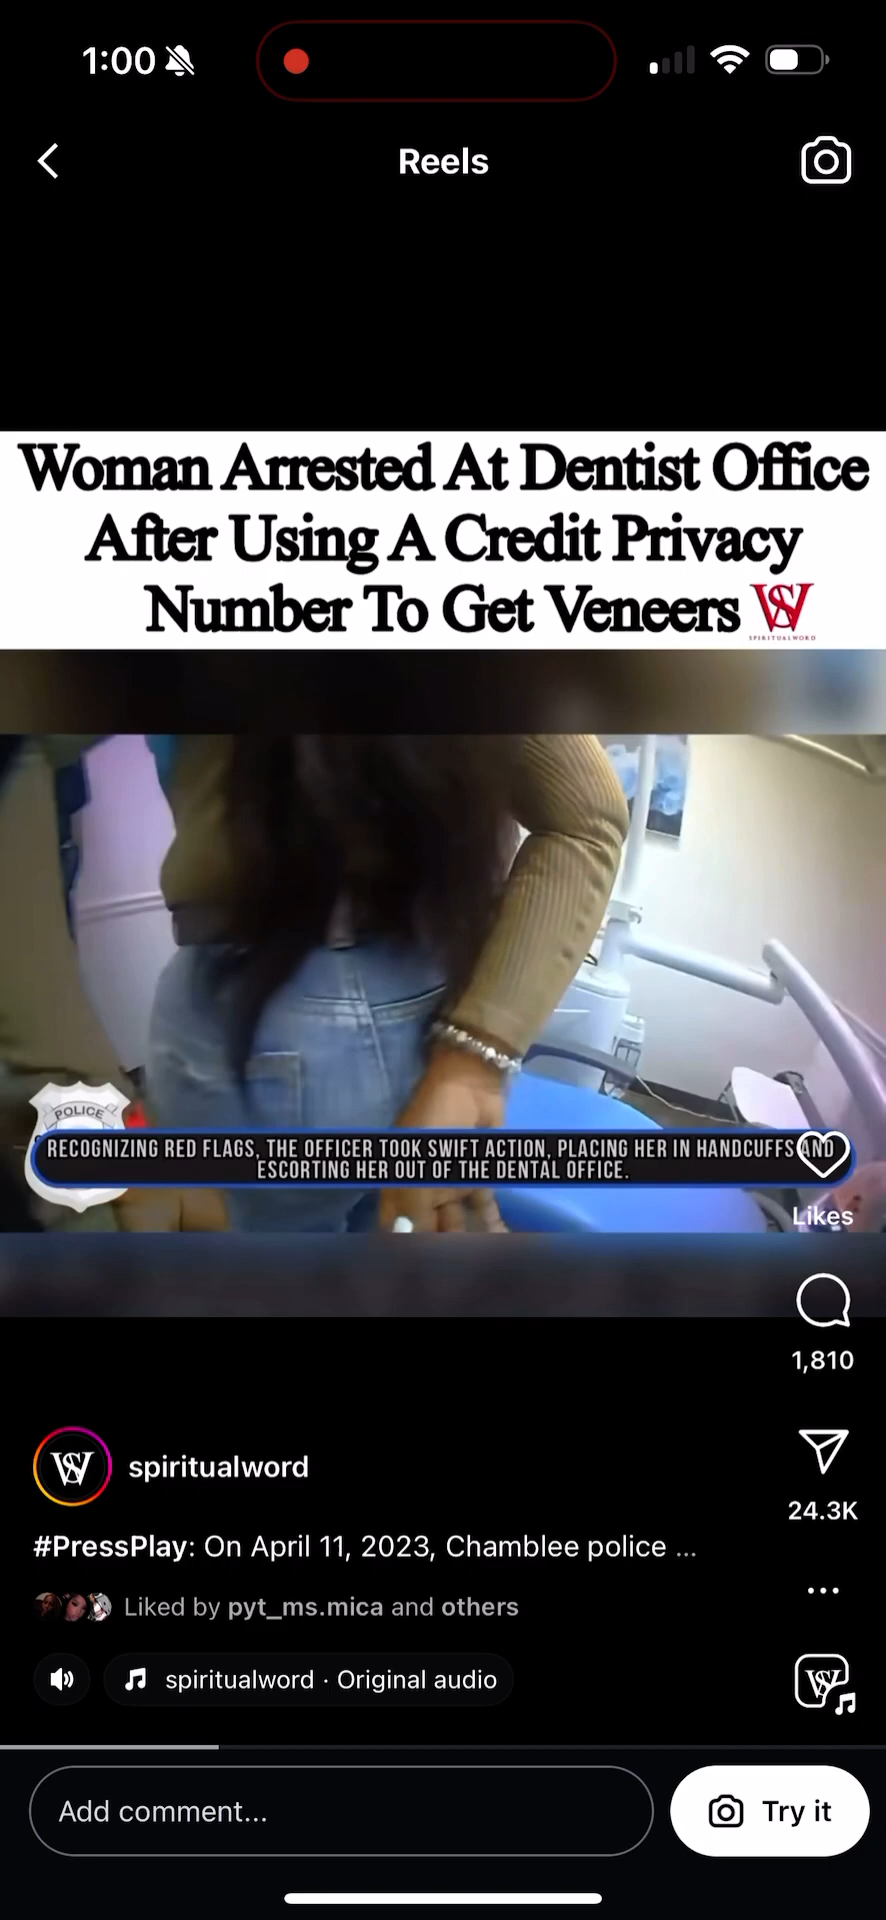 1:00
Reels
Woman Arrested At Dentist Office
After Using A Credit Privacy
Number To Get Veneers
SPIRITUALWORD
POLICE
RECOGNIZING RED FLAGS, THE OFFICER TOOK SWIFT ACTION, PLACING HER IN HANDCUFFS AND
ESCORTING HER OUT OF THE DENTAL OFFICE.
Likes
1,810
spiritualword
24.3K
#PressPlay: On April 11, 2023, Chamblee police ...
Liked by pyt_ms.mica and others
spiritualword · Original audio
Add comment...
Try it